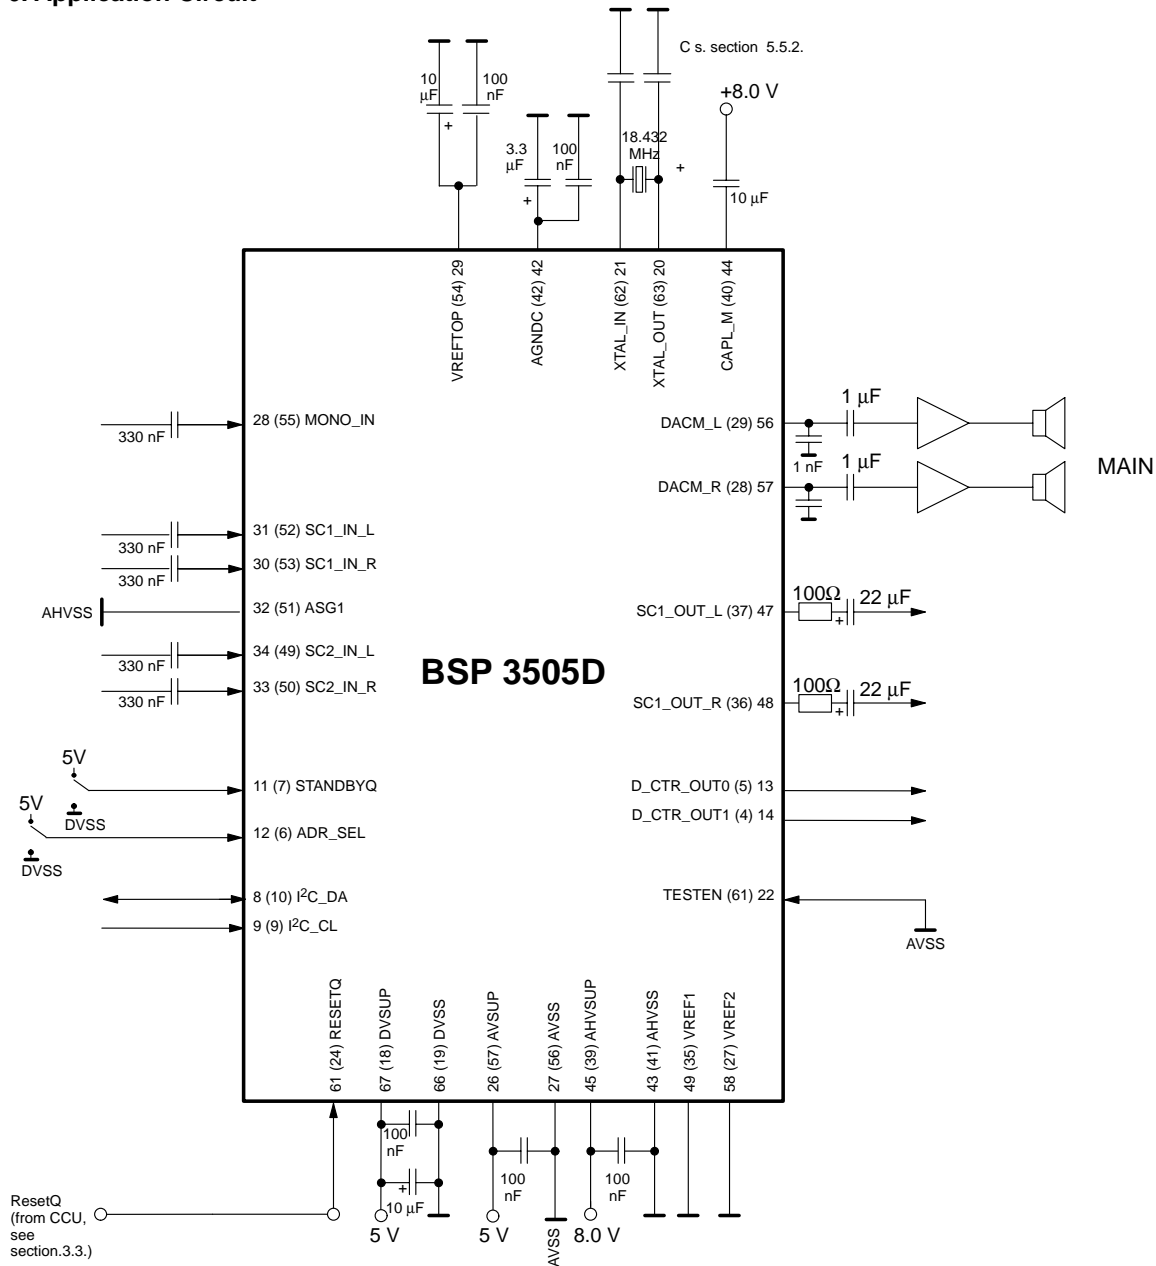 C s. section 5.5.2.
+8.0 V
10
µF
100
nF
+
3.3
µF
100
nF
+
18.432
MHz
+
10 µF
VREFTOP (54) 29
AGNDC (42) 42
XTAL_IN (62) 21
XTAL_OUT (63) 20
CAPL_M (40) 44
330 nF
28 (55) MONO_IN
DACM_L (29) 56
1 µF
1 nF
DACM_R (28) 57
1 µF
MAIN
330 nF
31 (52) SC1_IN_L
330 nF
30 (53) SC1_IN_R
AHVSS
32 (51) ASG1
SC1_OUT_L (37) 47
100Ω
+
22 µF
330 nF
34 (49) SC2_IN_L
330 nF
33 (50) SC2_IN_R
BSP 3505D
SC1_OUT_R (36) 48
100Ω
+
22 µF
5V
DVSS
11 (7) STANDBYQ
D_CTR_OUT0 (5) 13
5V
DVSS
12 (6) ADR_SEL
D_CTR_OUT1 (4) 14
8 (10) I²C_DA
9 (9) I²C_CL
TESTEN (61) 22
AVSS
61 (24) RESETQ
67 (18) DVSUP
66 (19) DVSS
26 (57) AVSUP
27 (56) AVSS
45 (39) AHVSUP
43 (41) AHVSS
49 (35) VREF1
58 (27) VREF2
100
nF
+
10 µF
100
nF
100
nF
5 V
5 V
AVSS
8.0 V
ResetQ
(from CCU,
see
section.3.3.)